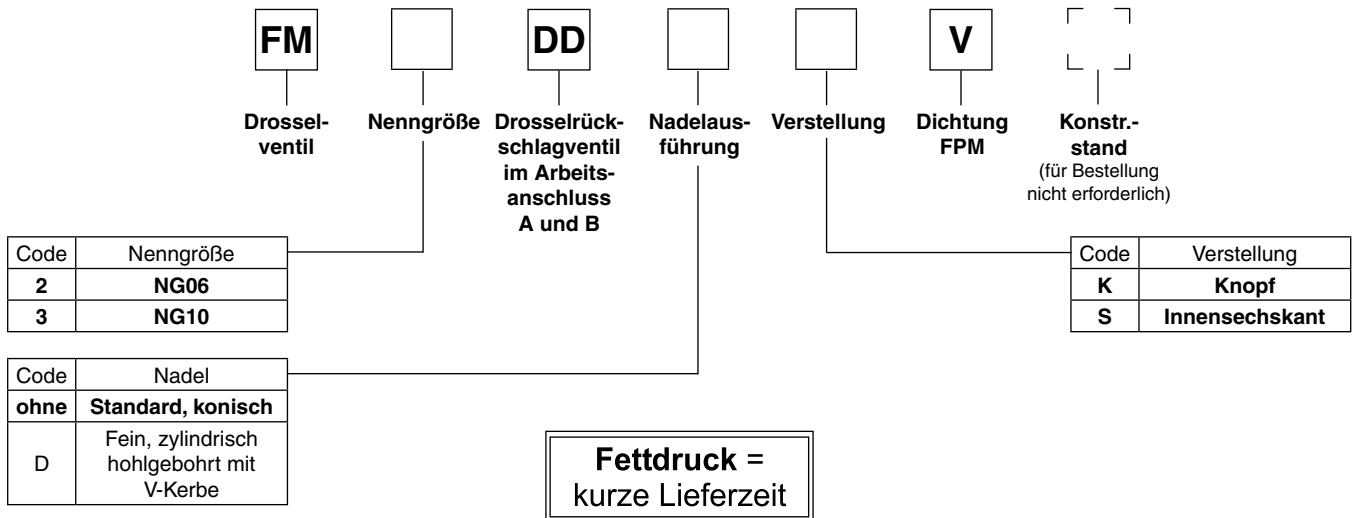 FM DD V
Drossel- Nenngröße Drosselrück- Nadelaus- Verstellung Dichtung Konstr.-
ventil schlagventil führung FPM stand
im Arbeits- (für Bestellung
anschluss nicht erforderlich)
A und B
Code Nenngröße
2 NG06
3 NG10
Code Verstellung
K Knopf
S Innensechskant
Code Nadel
ohne Standard, konisch
D Fein, zylindrisch
hohlgebohrt mit
V-Kerbe
Fettdruck =
kurze Lieferzeit